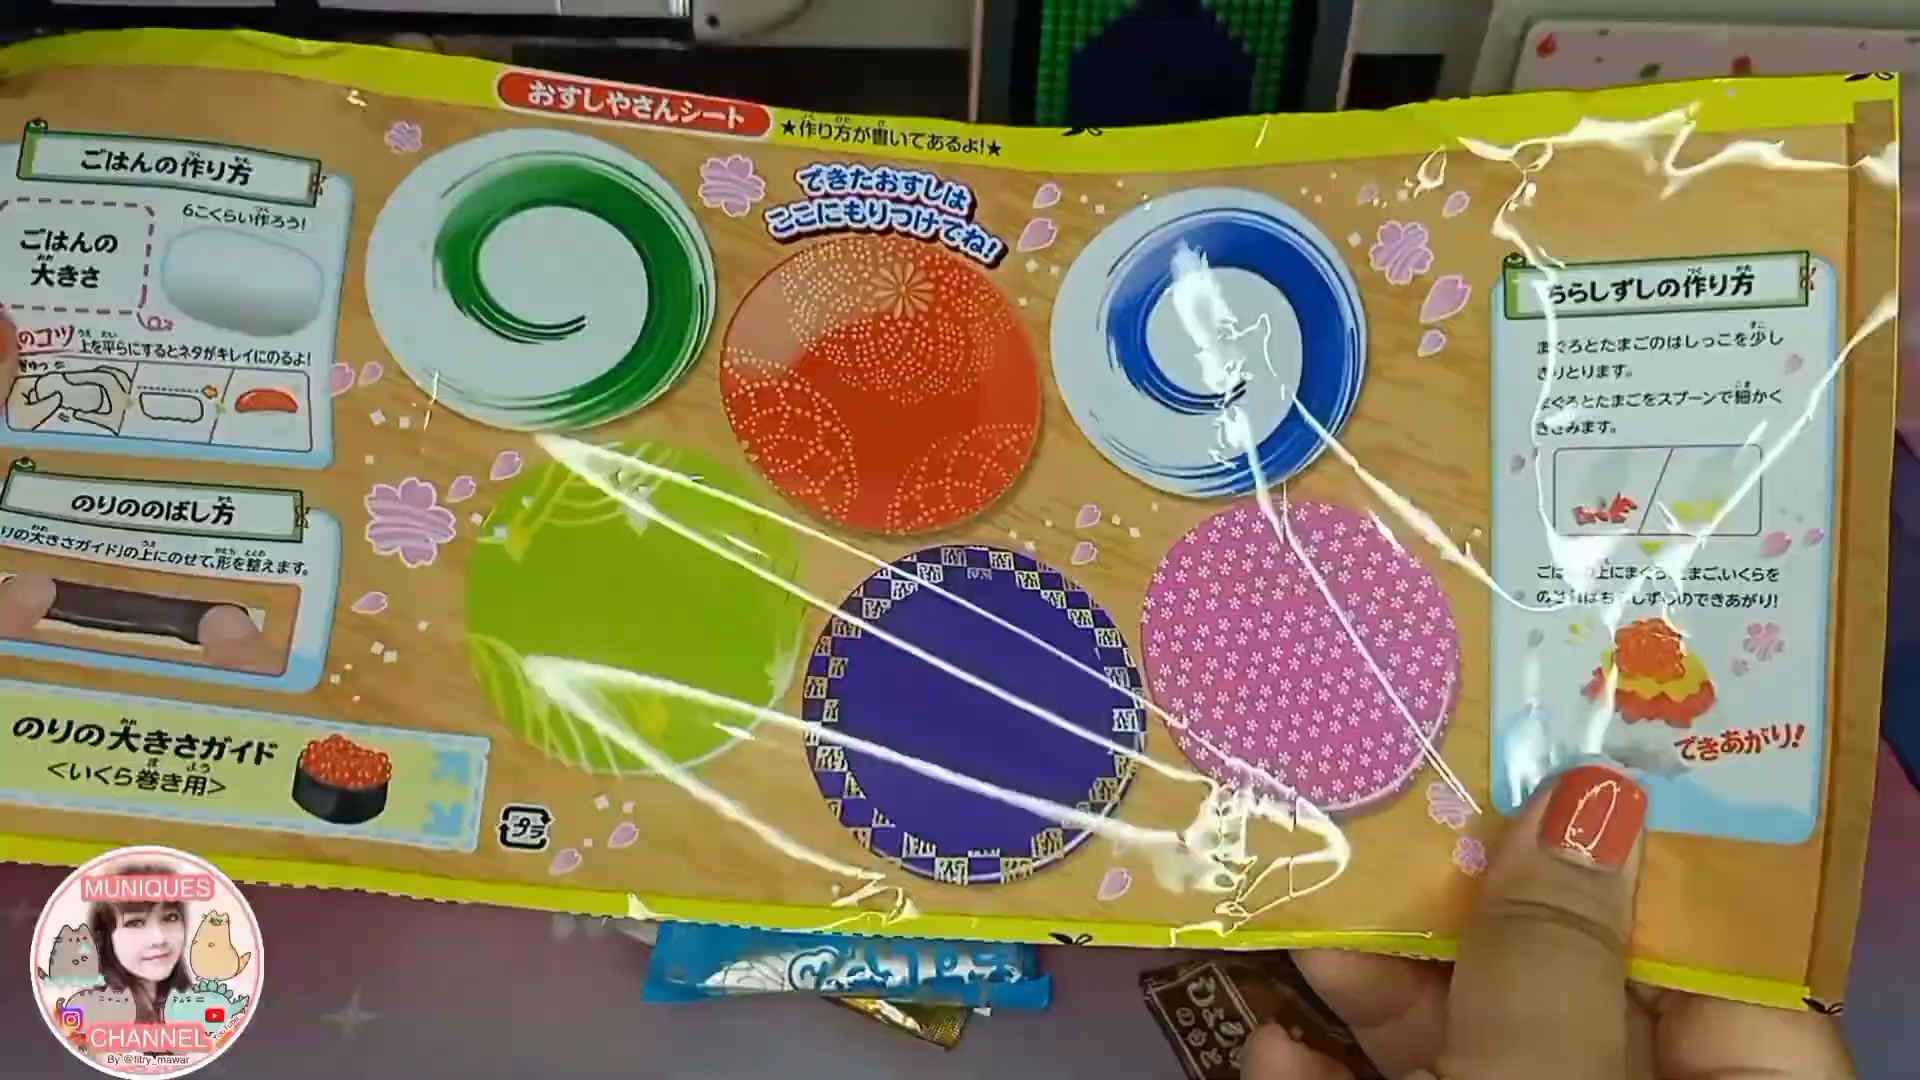 おすしやさんシート
★作り方が書いてあるよ!★
できたおすしは
ここにもりつけてね!
ごはんの作り方
6こくらい作ろう!
ごはんの
大きさ
のコツ
上を平らにするとネタがキレイにのるよ!
のりののばし方
りの大きさガイド」の上にのせて、形を整えます。
のりの大きさガイド
<いくら巻き用>
プラ
ちらしずしの作り方
まぐろとたまごのはしっこを少し
きりとります。
まぐろとたまごをスプーンで細かく
きざみます。
できあがり!
MUNIQUES
CHANNEL
By @fitry_mawar
YouTube